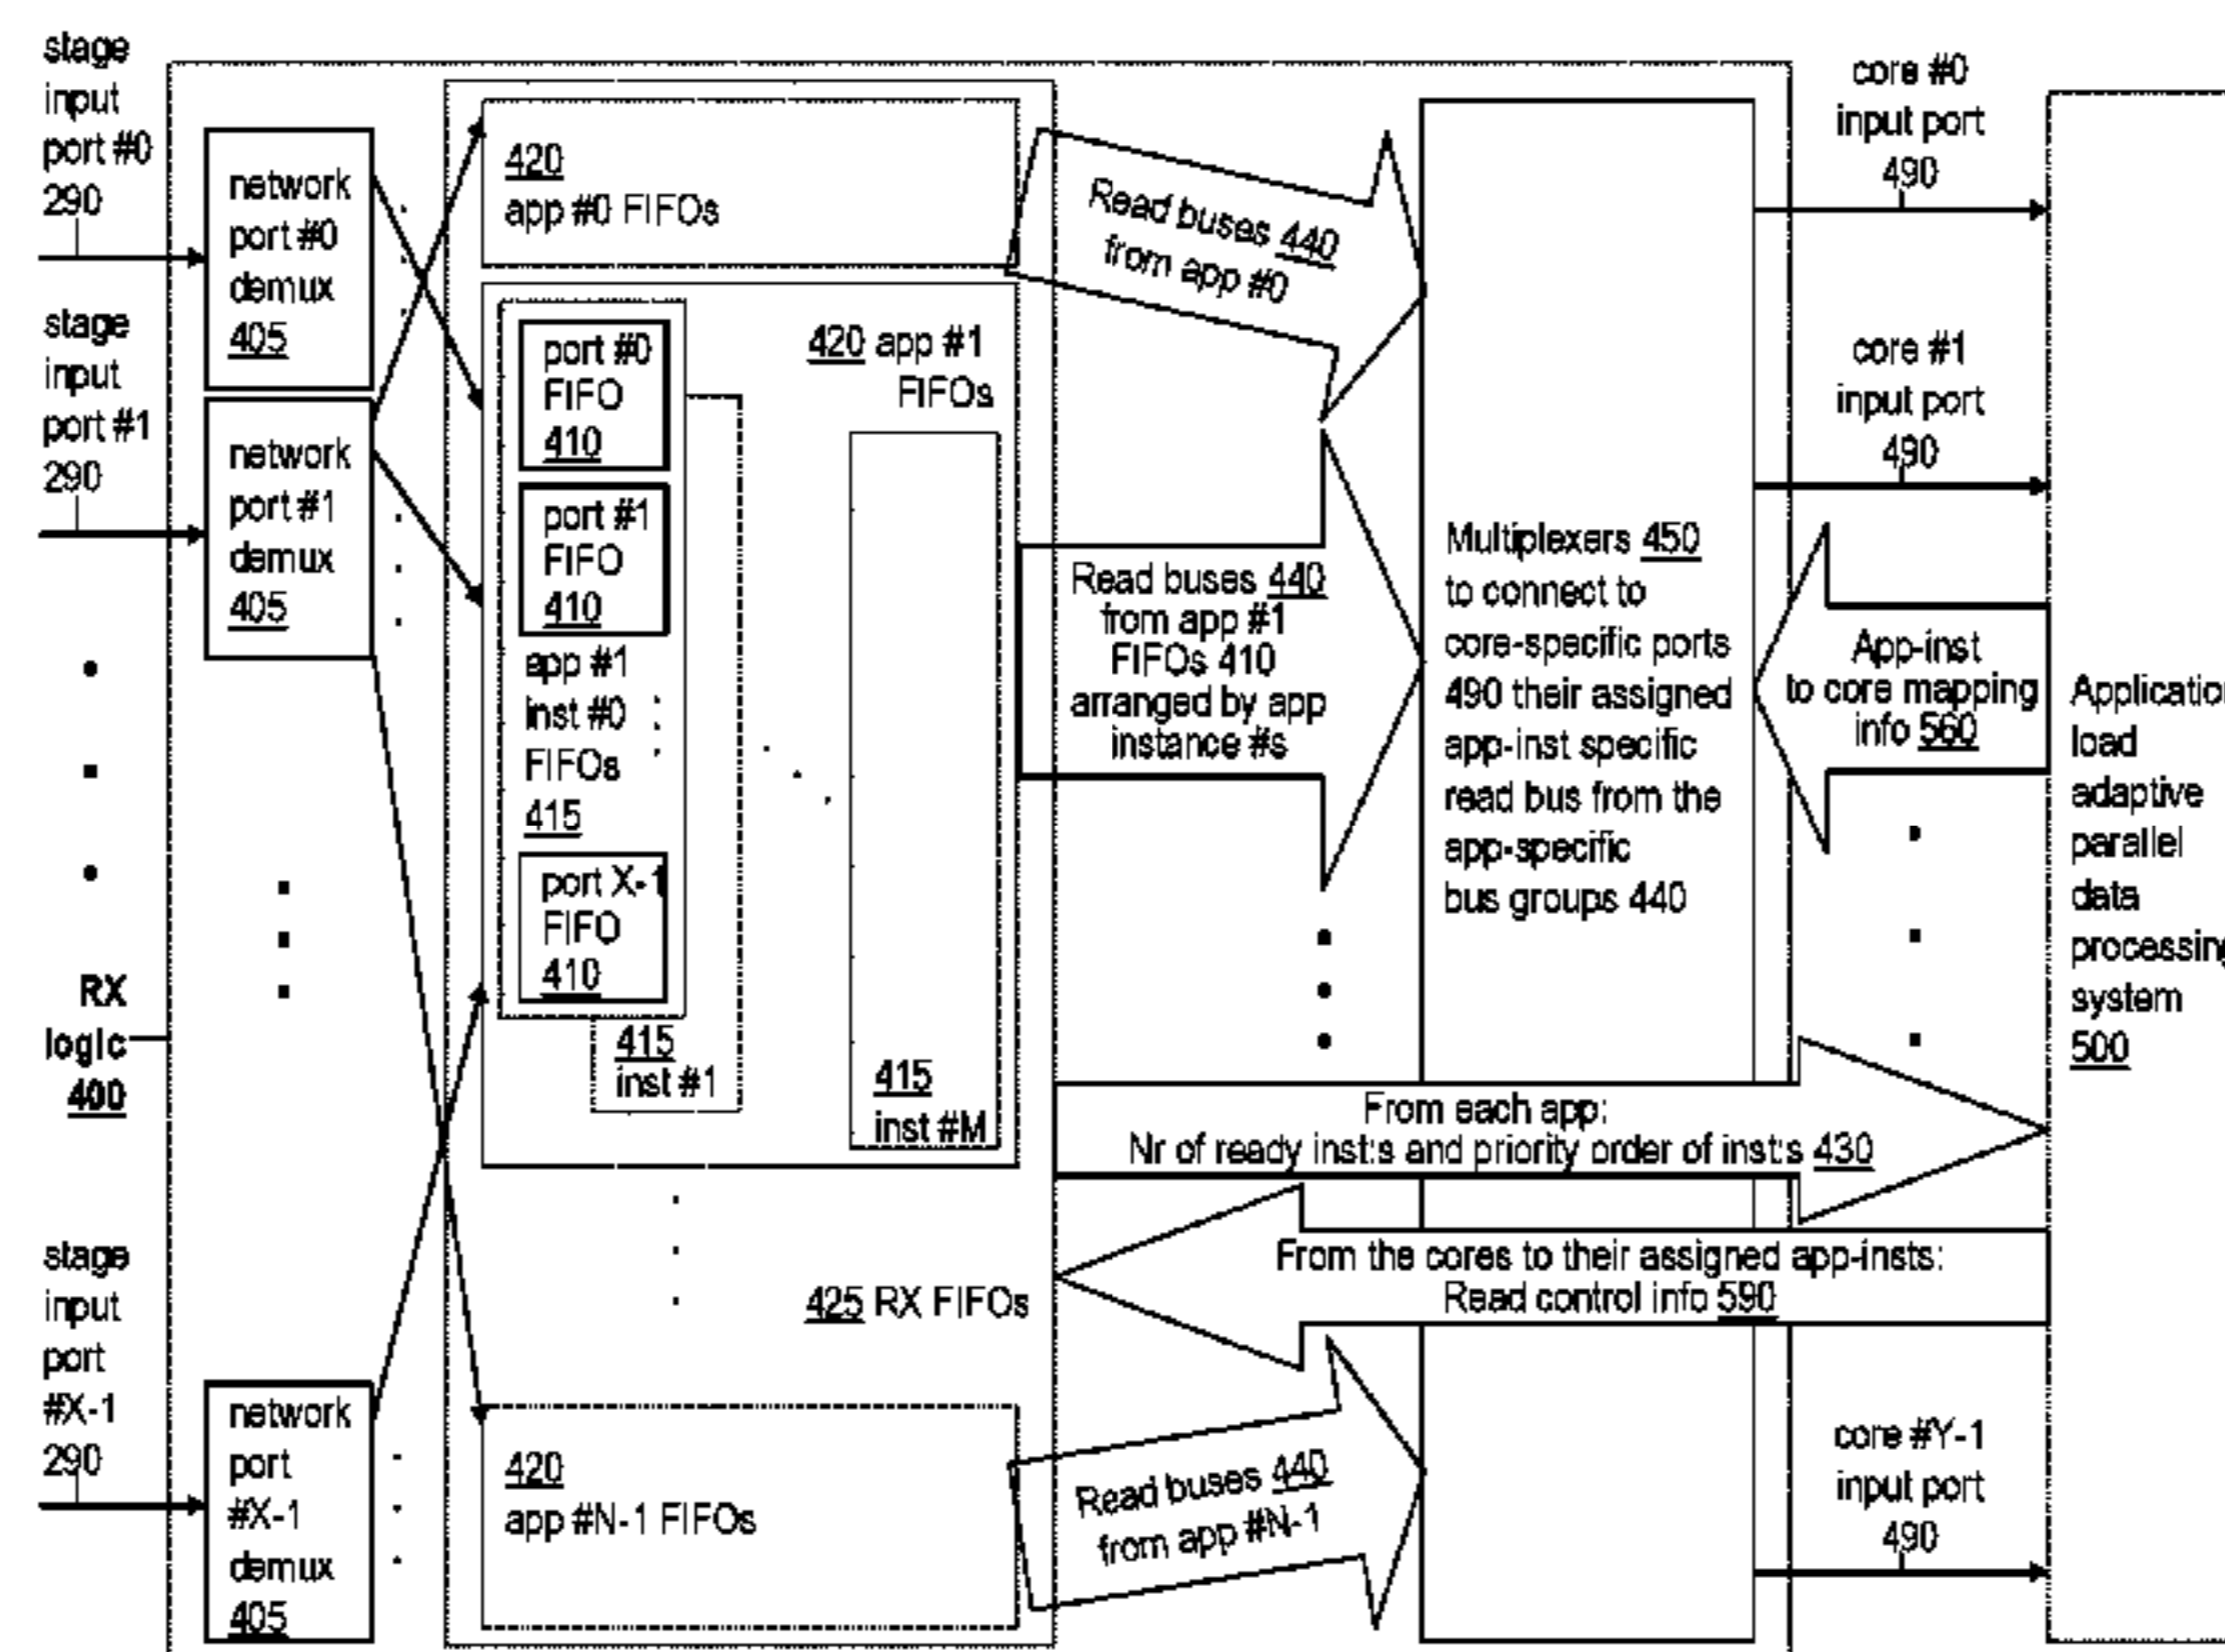 stage
input
port #0
290
stage
input
port #1
290
RX
logic
400
stage
input
port
#X-1
290
network
port #0
demux
405
network
port #1
demux
405
network
port
#X-1
demux
405
420
app #0 FIFOs
420 app #1
FIFOs
port #0
FIFO
410
port #1
FIFO
410
app #1
inst #0
FIFOs
415
port X-1
FIFO
410
415
inst #1
415
inst #M
425 RX FIFOs
420
app #N-1 FIFOs
Read buses 440
from app #0
Read buses 440
from app #1
FIFOs 410
arranged by app
instance #s
Read buses 440
from app #N-1
Multiplexers 450
to connect to
core-specific ports
490 their assigned
app-inst specific
read bus from the
app-specific
bus groups 440
From each app:
Nr of ready inst:s and priority order of inst:s 430
From the cores to their assigned app-insts:
Read control info 590
core #0
input port
490
core #1
input port
490
App-inst
to core mapping
info 560
core #Y-1
input port
490
Application
load
adaptive
parallel
data
processing
system
500